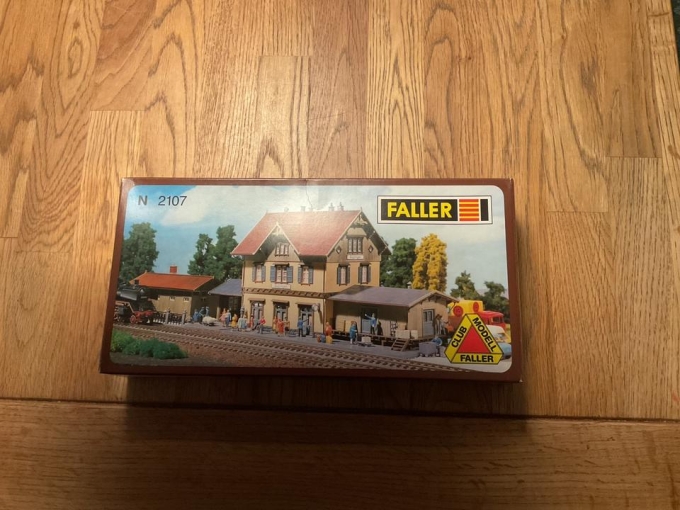 N 2107
FALLER
CLUB
MODELL
FALLER